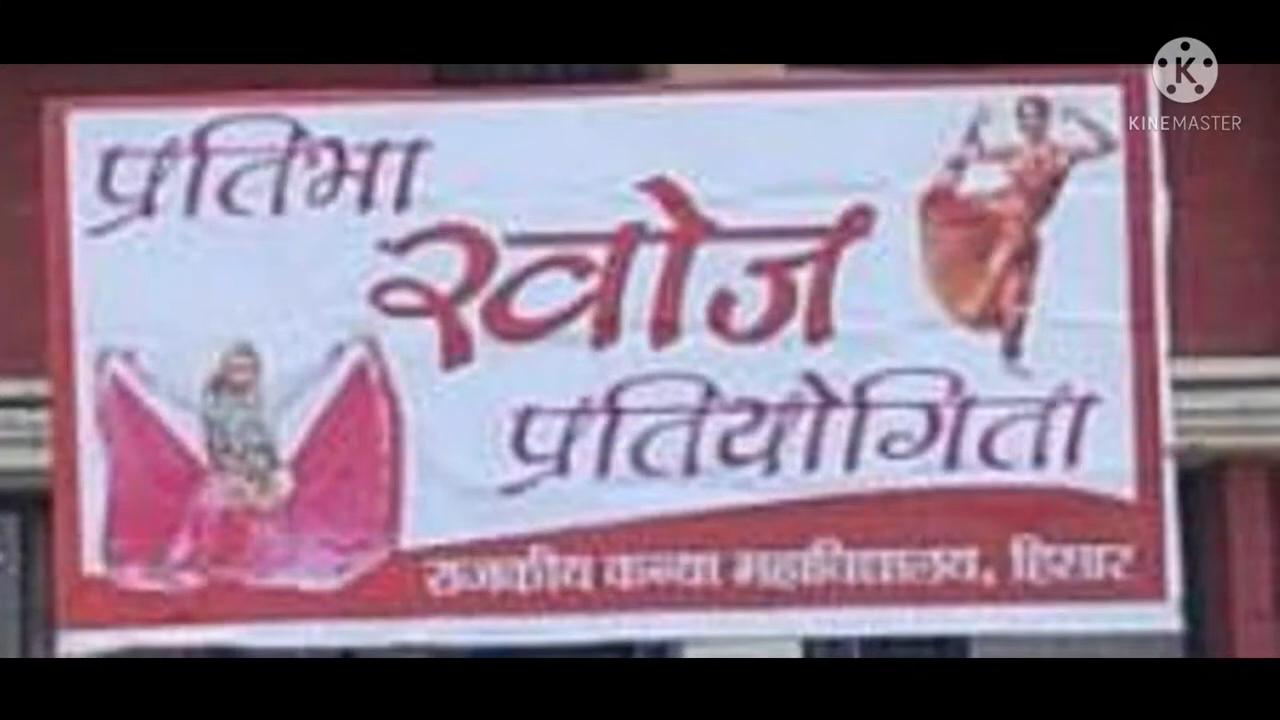 प्रतिभा
खोज
प्रतियोगिता
राजकीय कन्या महाविद्यालय, हिसार
K
KINEMASTER